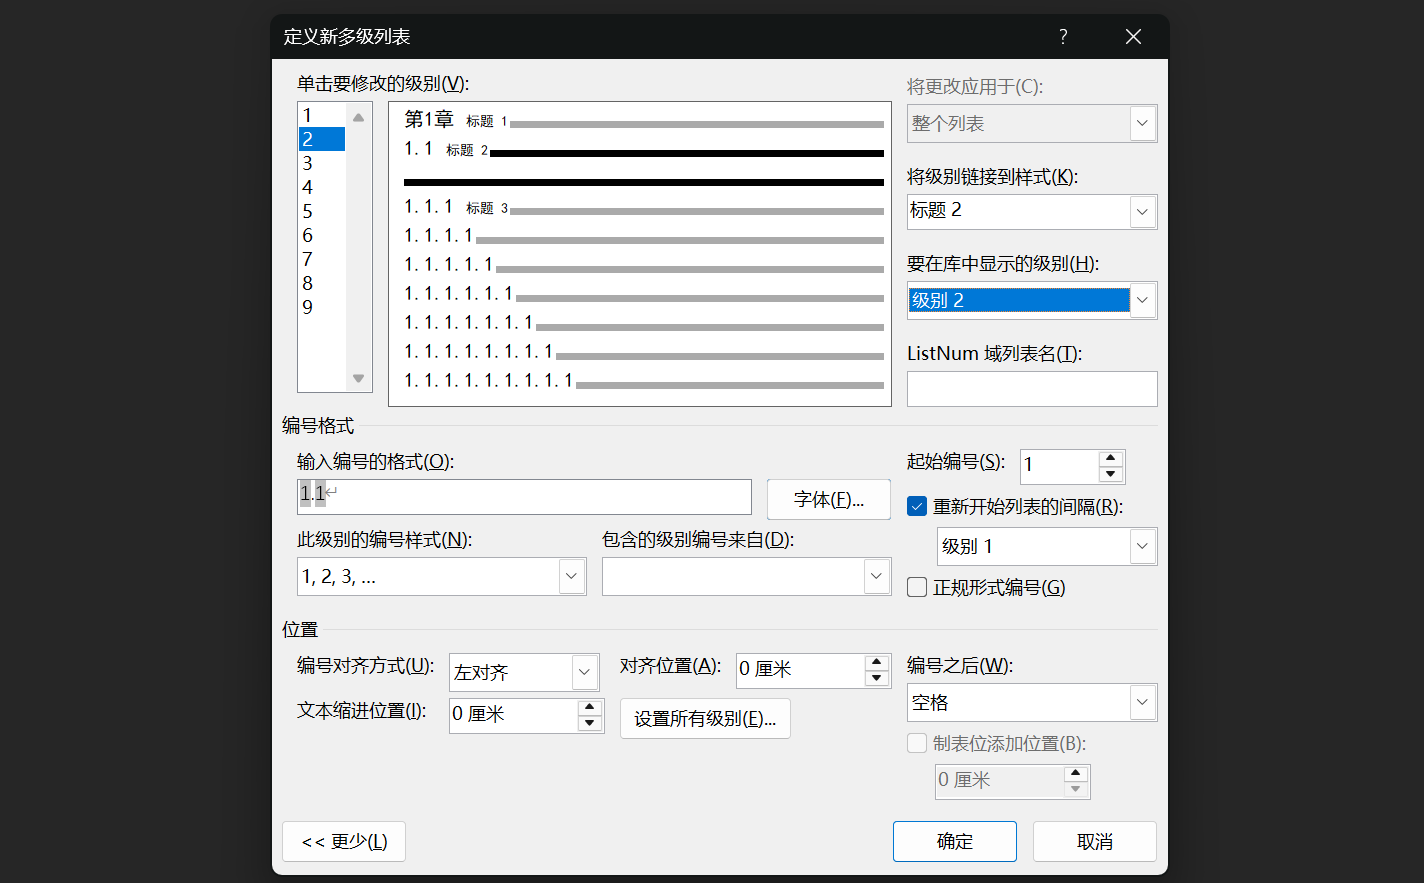 定义新多级列表
?
单击要修改的级别(V):
1
2
3
4
5
6
7
8
9
第1章 标题 1
1.1 标题 2
1.1.1 标题 3
1.1.1.1
1.1.1.1.1
1.1.1.1.1.1
1.1.1.1.1.1.1
1.1.1.1.1.1.1.1
1.1.1.1.1.1.1.1.1
将更改应用于(C):
整个列表
将级别链接到样式(K):
标题 2
要在库中显示的级别(H):
级别 2
ListNum 域列表名(T):
编号格式
输入编号的格式(O):
1.1↵
字体(F)...
此级别的编号样式(N):
1, 2, 3, ...
包含的级别编号来自(D):
起始编号(S):
1
重新开始列表的间隔(R):
级别 1
正规形式编号(G)
位置
编号对齐方式(U):
左对齐
对齐位置(A):
0 厘米
文本缩进位置(I):
0 厘米
设置所有级别(E)...
编号之后(W):
空格
制表位添加位置(B):
0 厘米
<< 更少(L)
确定
取消